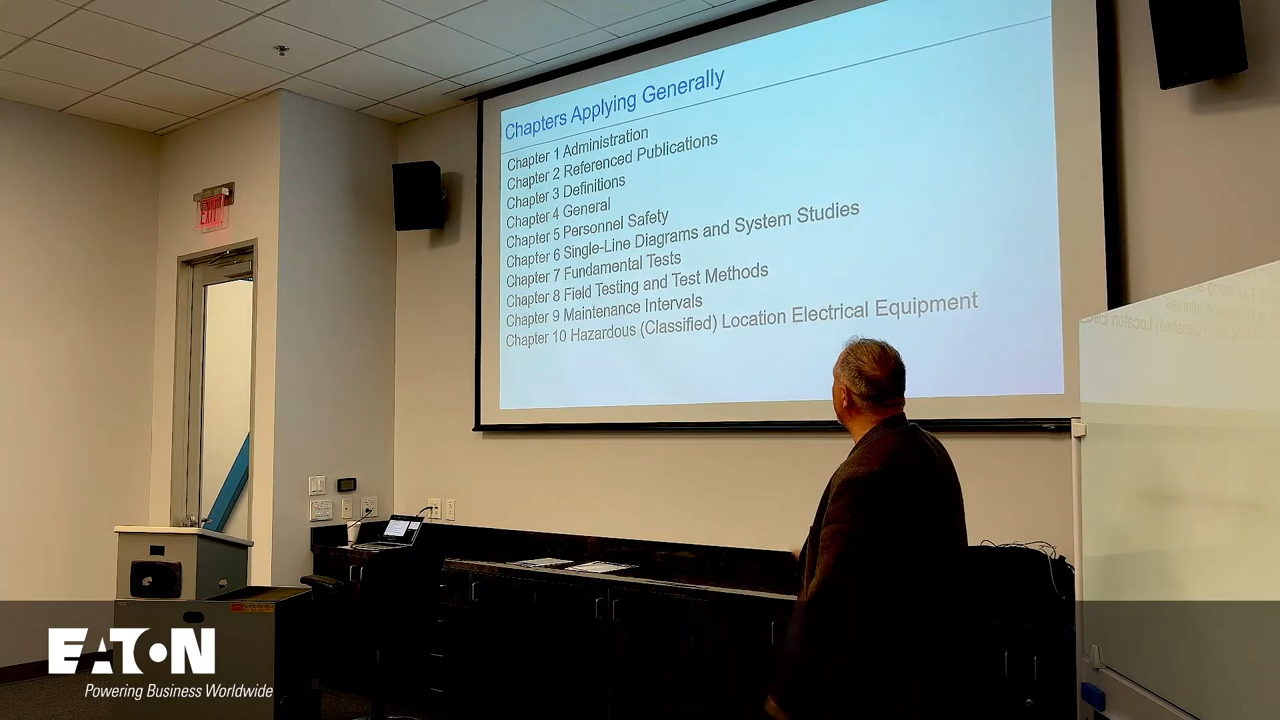 Chapters Applying Generally
Chapter 1 Administration
Chapter 2 Referenced Publications
Chapter 3 Definitions
Chapter 4 General
Chapter 5 Personnel Safety
Chapter 6 Single-Line Diagrams and System Studies
Chapter 7 Fundamental Tests
Chapter 8 Field Testing and Test Methods
Chapter 9 Maintenance Intervals
Chapter 10 Hazardous (Classified) Location Electrical Equipment
EXIT
EATON
Powering Business Worldwide